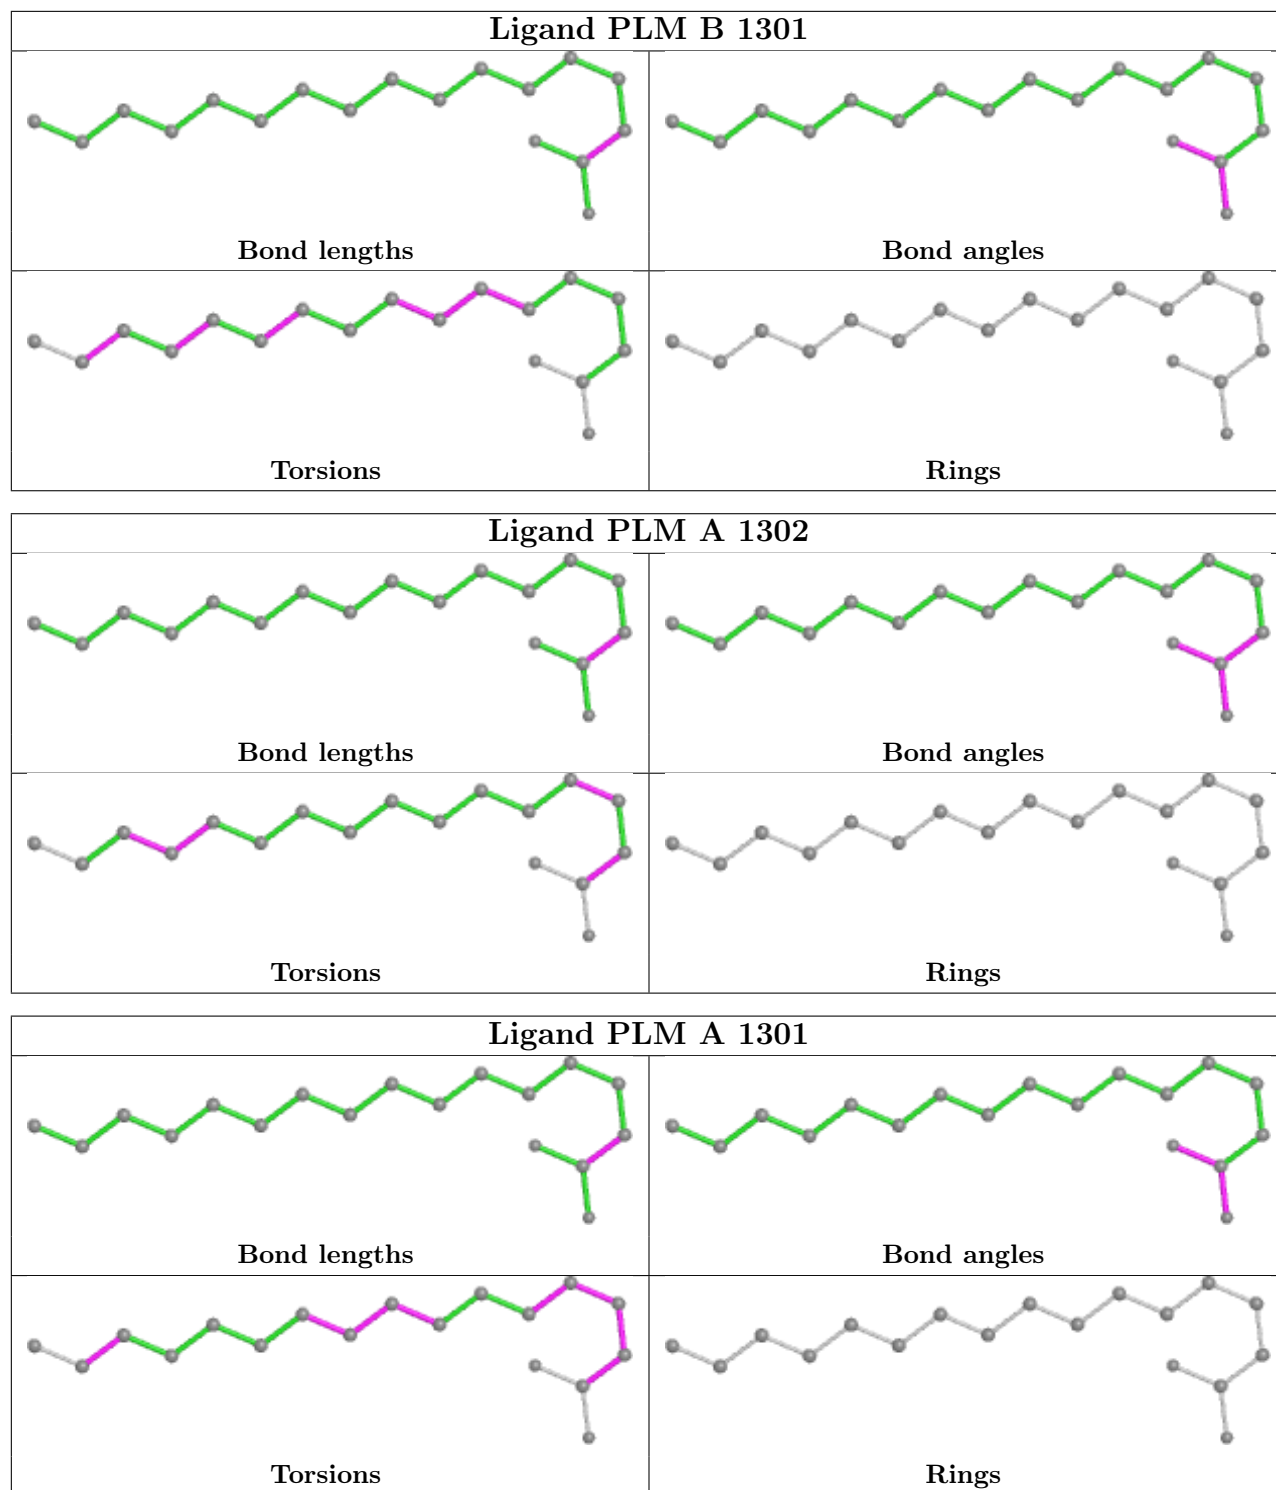 Ligand PLM B 1301
Bond lengths
Bond angles
Torsions
Rings
Ligand PLM A 1302
Bond lengths
Bond angles
Torsions
Rings
Ligand PLM A 1301
Bond lengths
Bond angles
Torsions
Rings